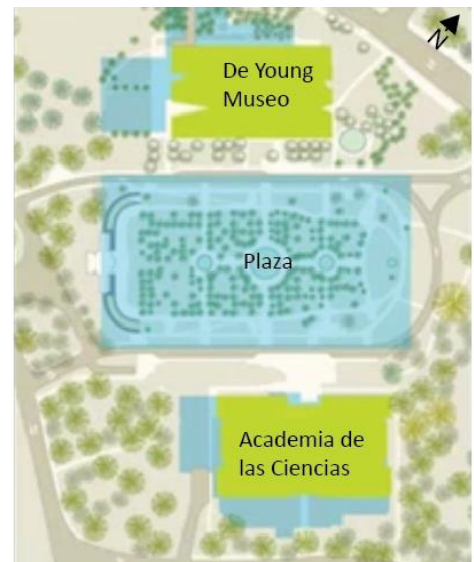 N
De Young
Museo
Plaza
Academia de
las Ciencias